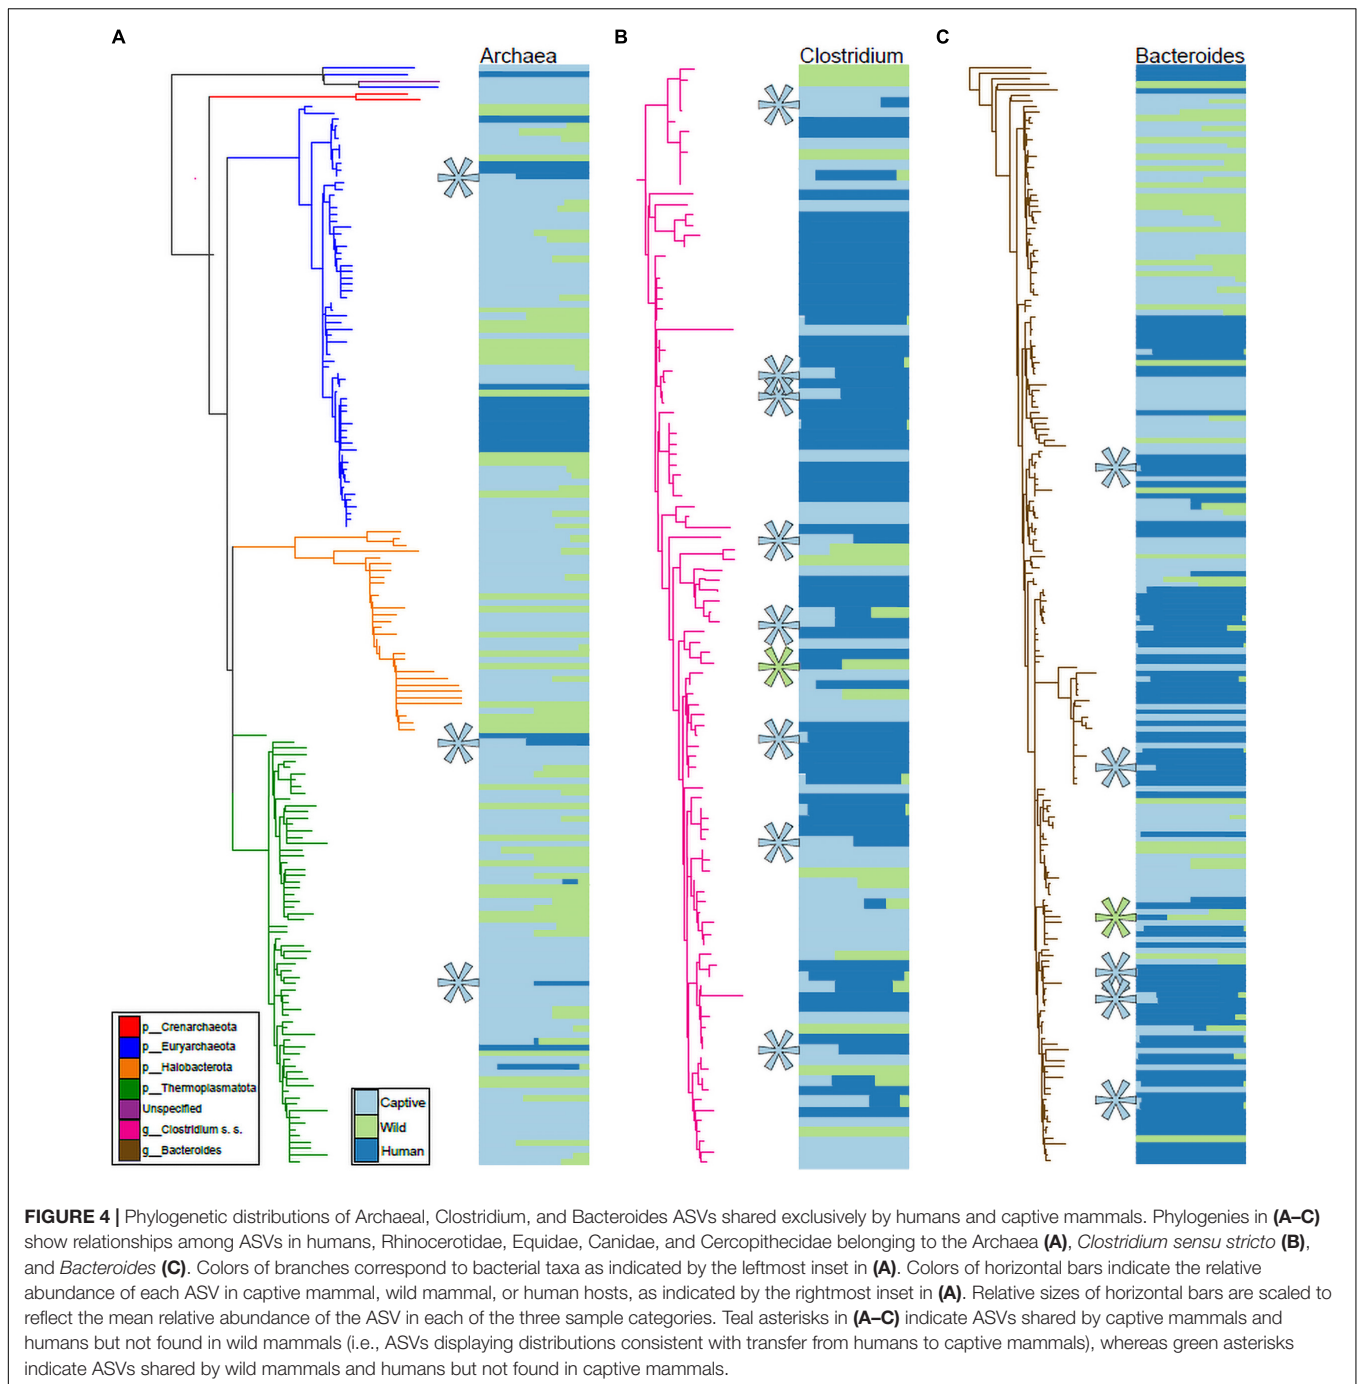 A
B
C
Archaea
Clostridium
Bacteroides
p__Crenarchaeota
p__Euryarchaeota
p__Halobacterota
p__Thermoplasmatota
Unspecified
g__Clostridium s. s.
g__Bacteroides
Captive
Wild
Human
FIGURE 4 | Phylogenetic distributions of Archaeal, Clostridium, and Bacteroides ASVs shared exclusively by humans and captive mammals. Phylogenies in (A–C)
show relationships among ASVs in humans, Rhinocerotidae, Equidae, Canidae, and Cercopithecidae belonging to the Archaea (A), Clostridium sensu stricto (B),
and Bacteroides (C). Colors of branches correspond to bacterial taxa as indicated by the leftmost inset in (A). Colors of horizontal bars indicate the relative
abundance of each ASV in captive mammal, wild mammal, or human hosts, as indicated by the rightmost inset in (A). Relative sizes of horizontal bars are scaled to
reflect the mean relative abundance of the ASV in each of the three sample categories. Teal asterisks in (A–C) indicate ASVs shared by captive mammals and
humans but not found in wild mammals (i.e., ASVs displaying distributions consistent with transfer from humans to captive mammals), whereas green asterisks
indicate ASVs shared by wild mammals and humans but not found in captive mammals.